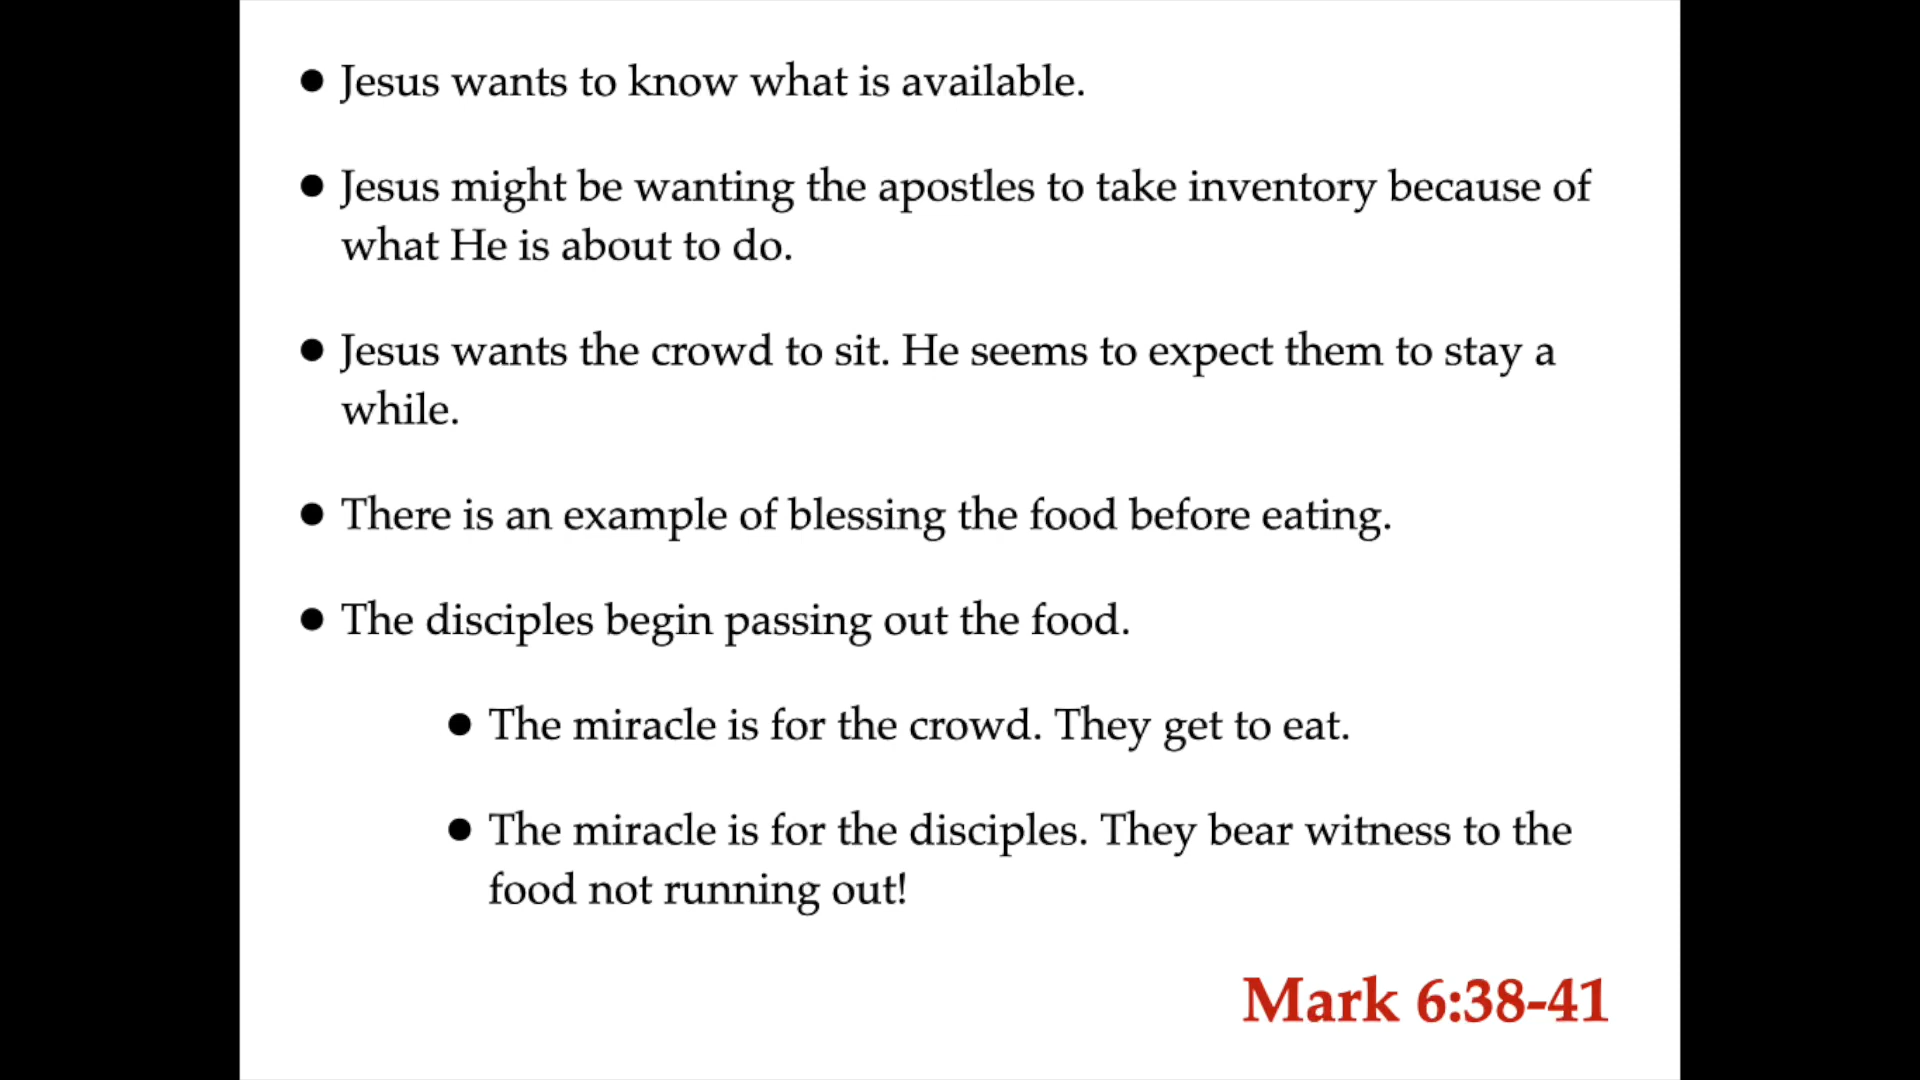 ● Jesus wants to know what is available.
● Jesus might be wanting the apostles to take inventory because of
what He is about to do.
● Jesus wants the crowd to sit. He seems to expect them to stay a
while.
● There is an example of blessing the food before eating.
● The disciples begin passing out the food.
● The miracle is for the crowd. They get to eat.
● The miracle is for the disciples. They bear witness to the
food not running out!
Mark 6:38-41